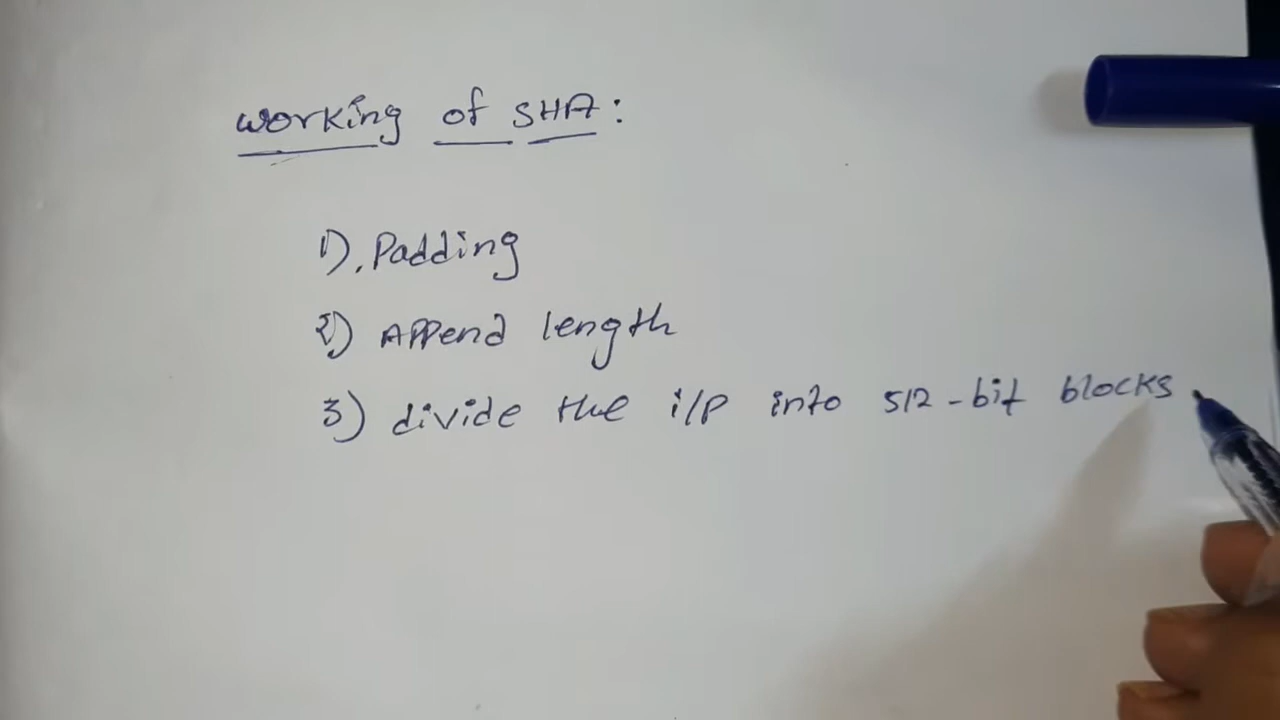 working of SHA:
1). Padding
2) Append length
3) divide the i/p into 512-bit blocks